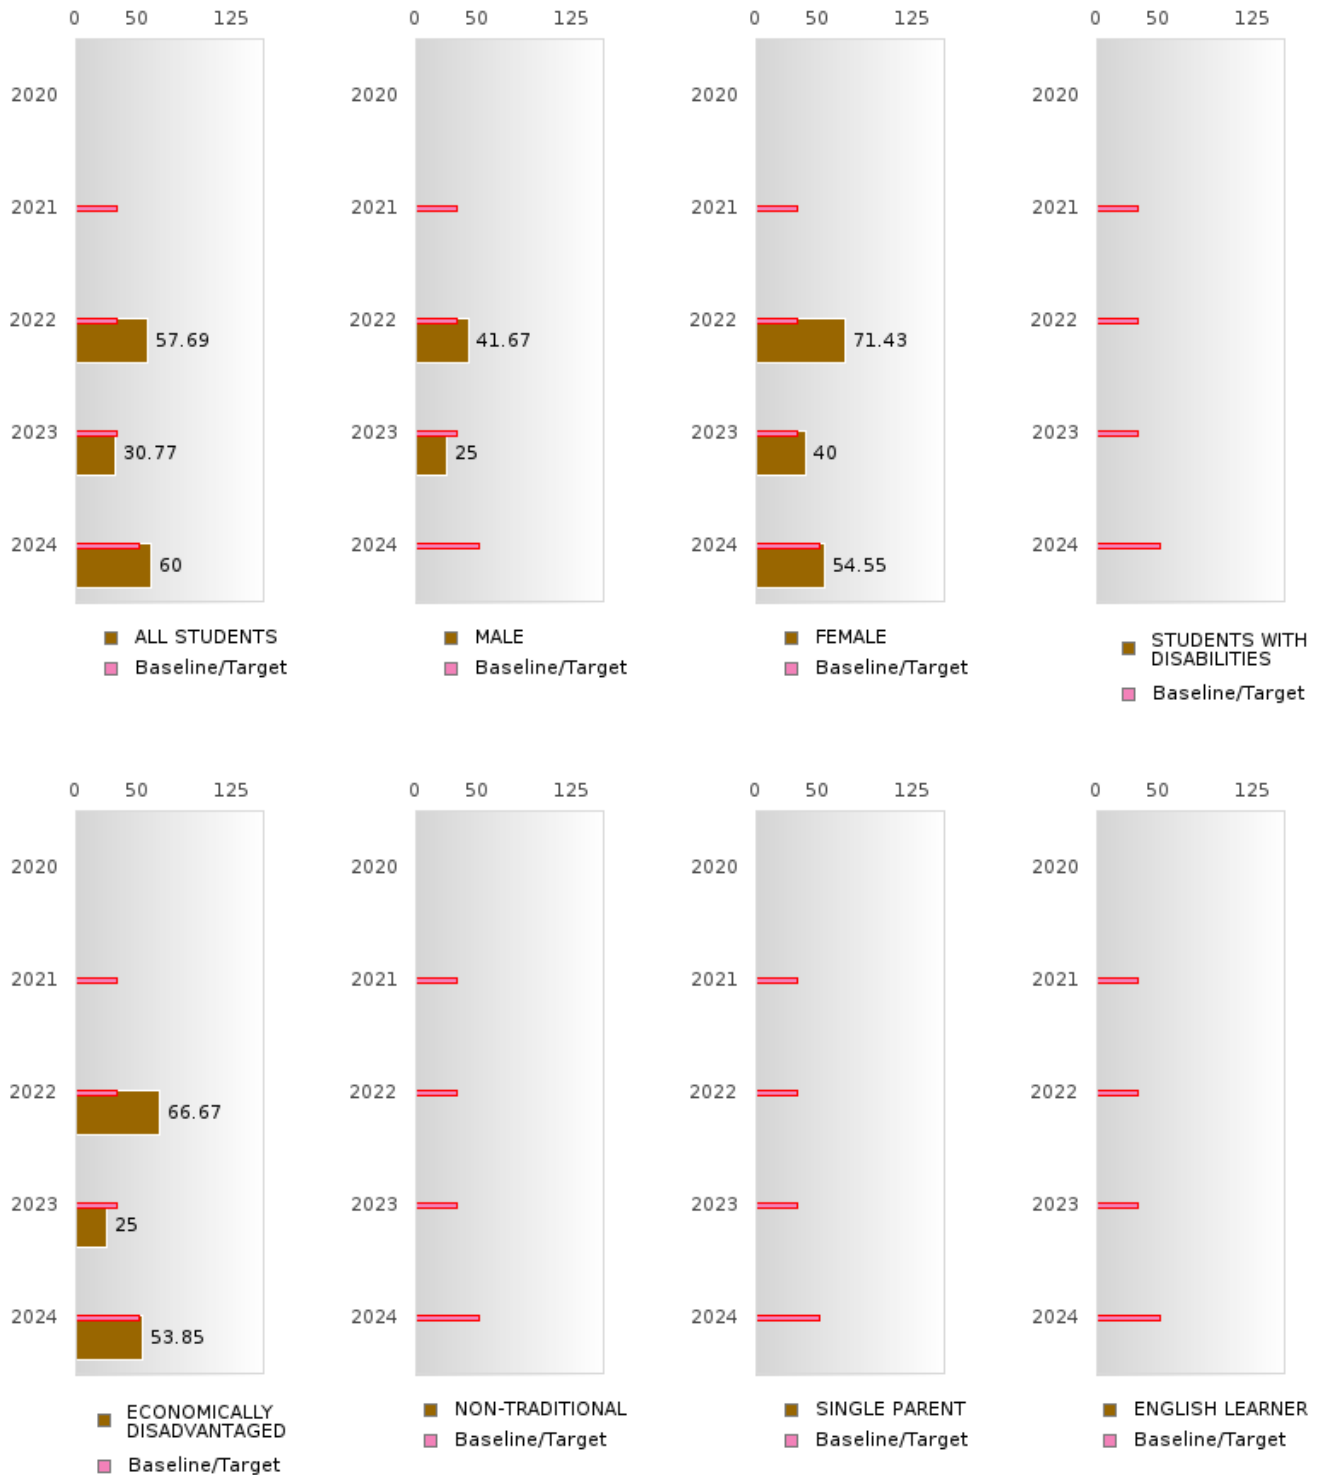 0 50 125
2020
2021
2022 57.69
2023 30.77
2024 60
ALL STUDENTS
Baseline/Target
0 50 125
2020
2021
2022 41.67
2023 25
2024
MALE
Baseline/Target
0 50 125
2020
2021
2022 71.43
2023 40
2024 54.55
FEMALE
Baseline/Target
0 50 125
2020
2021
2022
2023
2024
STUDENTS WITH
DISABILITIES
Baseline/Target
0 50 125
2020
2021
2022 66.67
2023 25
2024 53.85
ECONOMICALLY
DISADVANTAGED
Baseline/Target
0 50 125
2020
2021
2022
2023
2024
NON-TRADITIONAL
Baseline/Target
0 50 125
2020
2021
2022
2023
2024
SINGLE PARENT
Baseline/Target
0 50 125
2020
2021
2022
2023
2024
ENGLISH LEARNER
Baseline/Target